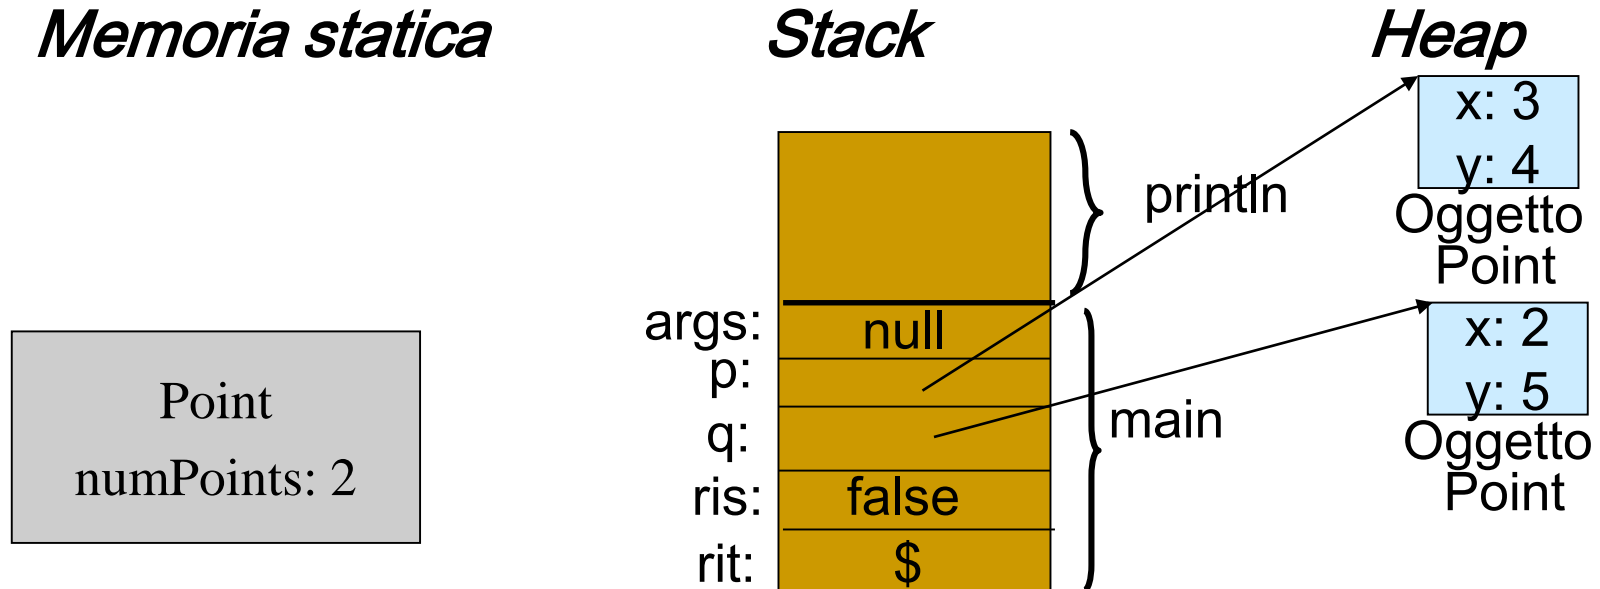 Memoria statica
Stack
Heap
x: 3
y: 4
Oggetto
Point
println
args:
null
p:
q:
ris:
false
rit:
$
main
x: 2
y: 5
Oggetto
Point
Point
numPoints: 2